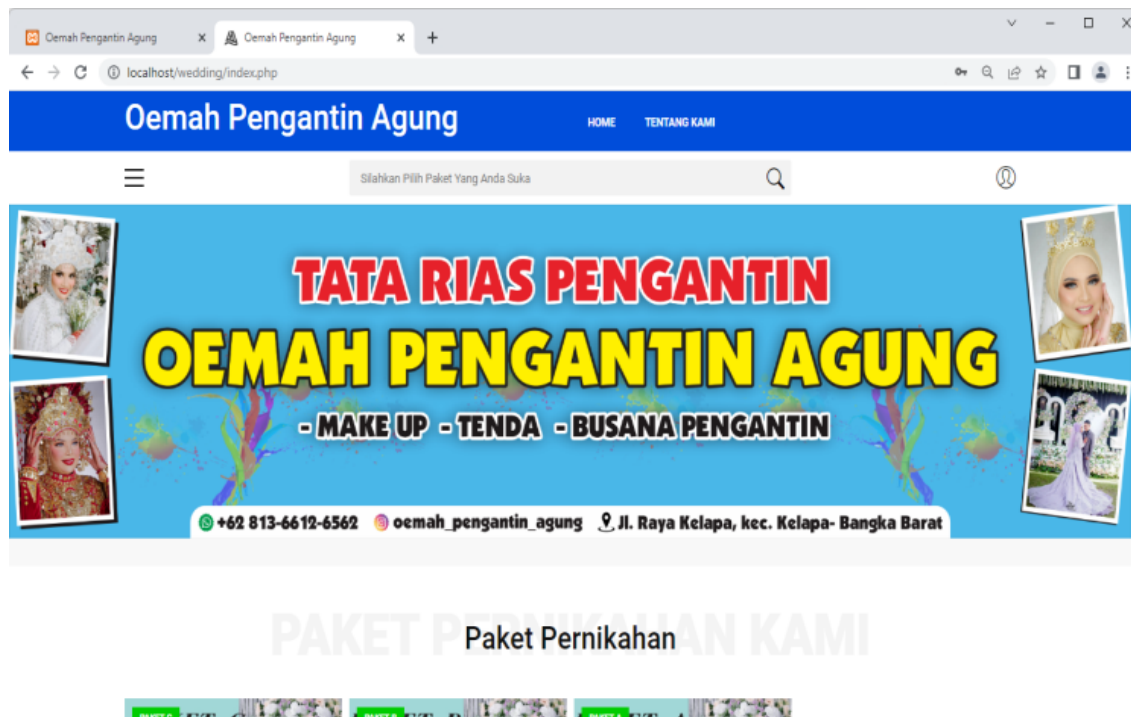 Oemah Pengantin Agung
Oemah Pengantin Agung
localhost/wedding/index.php
Oemah Pengantin Agung
HOME TENTANG KAMI
Silahkan Pilih Paket Yang Anda Suka
TATA RIAS PENGANTIN
OEMAH PENGANTIN AGUNG
- MAKE UP - TENDA - BUSANA PENGANTIN
+62 813-6612-6562 oemah_pengantin_agung Jl. Raya Kelapa, kec. Kelapa- Bangka Barat
PAKET PERNIKAHAN KAMI
Paket Pernikahan